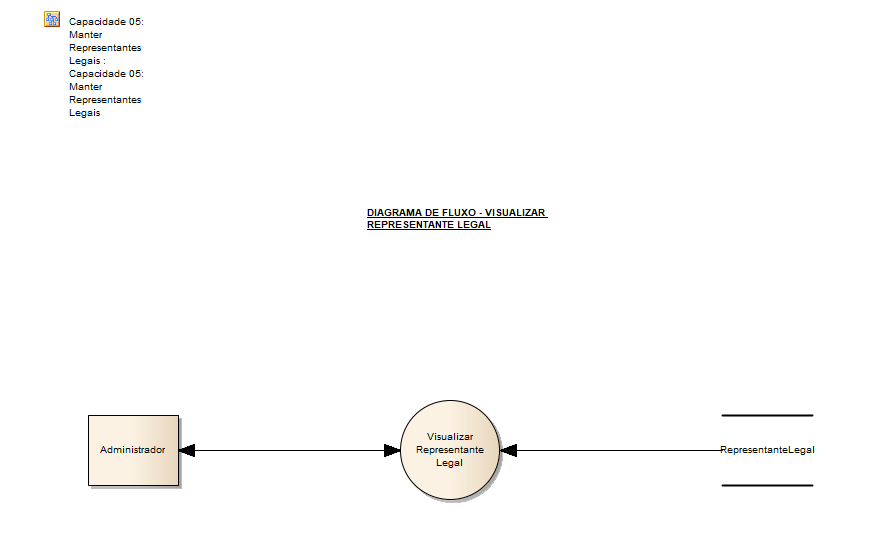 Capacidade 05:
Manter
Representantes
Legais :
Capacidade 05:
Manter
Representantes
Legais
DIAGRAMA DE FLUXO - VISUALIZAR
REPRESENTANTE LEGAL
Administrador
Visualizar
Representante
Legal
RepresentanteLegal